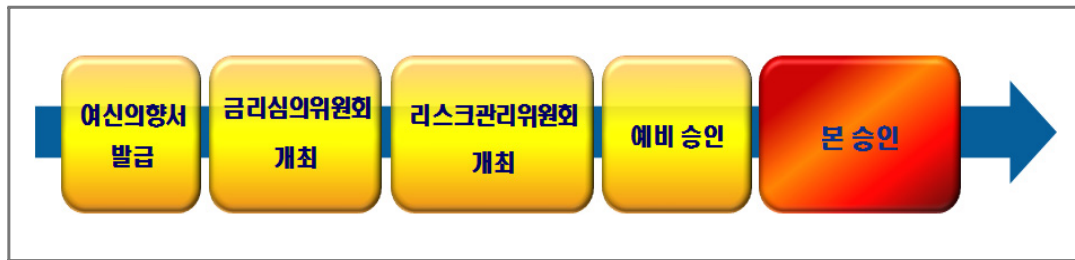 여신의향서
발급
금리심의위원회
개최
리스크관리위원회
개최
예비 승인
본 승인